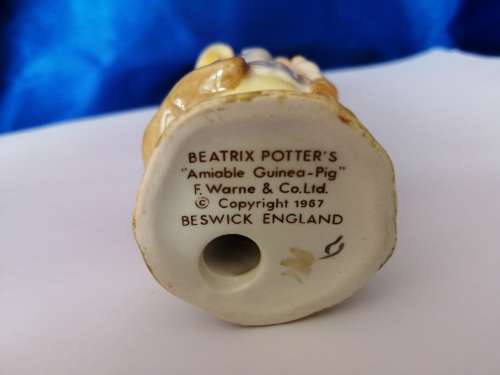 BEATRIX POTTER'S
"Amiable Guinea-Pig"
F. Warne & Co. Ltd.
© Copyright 1967
BESWICK ENGLAND